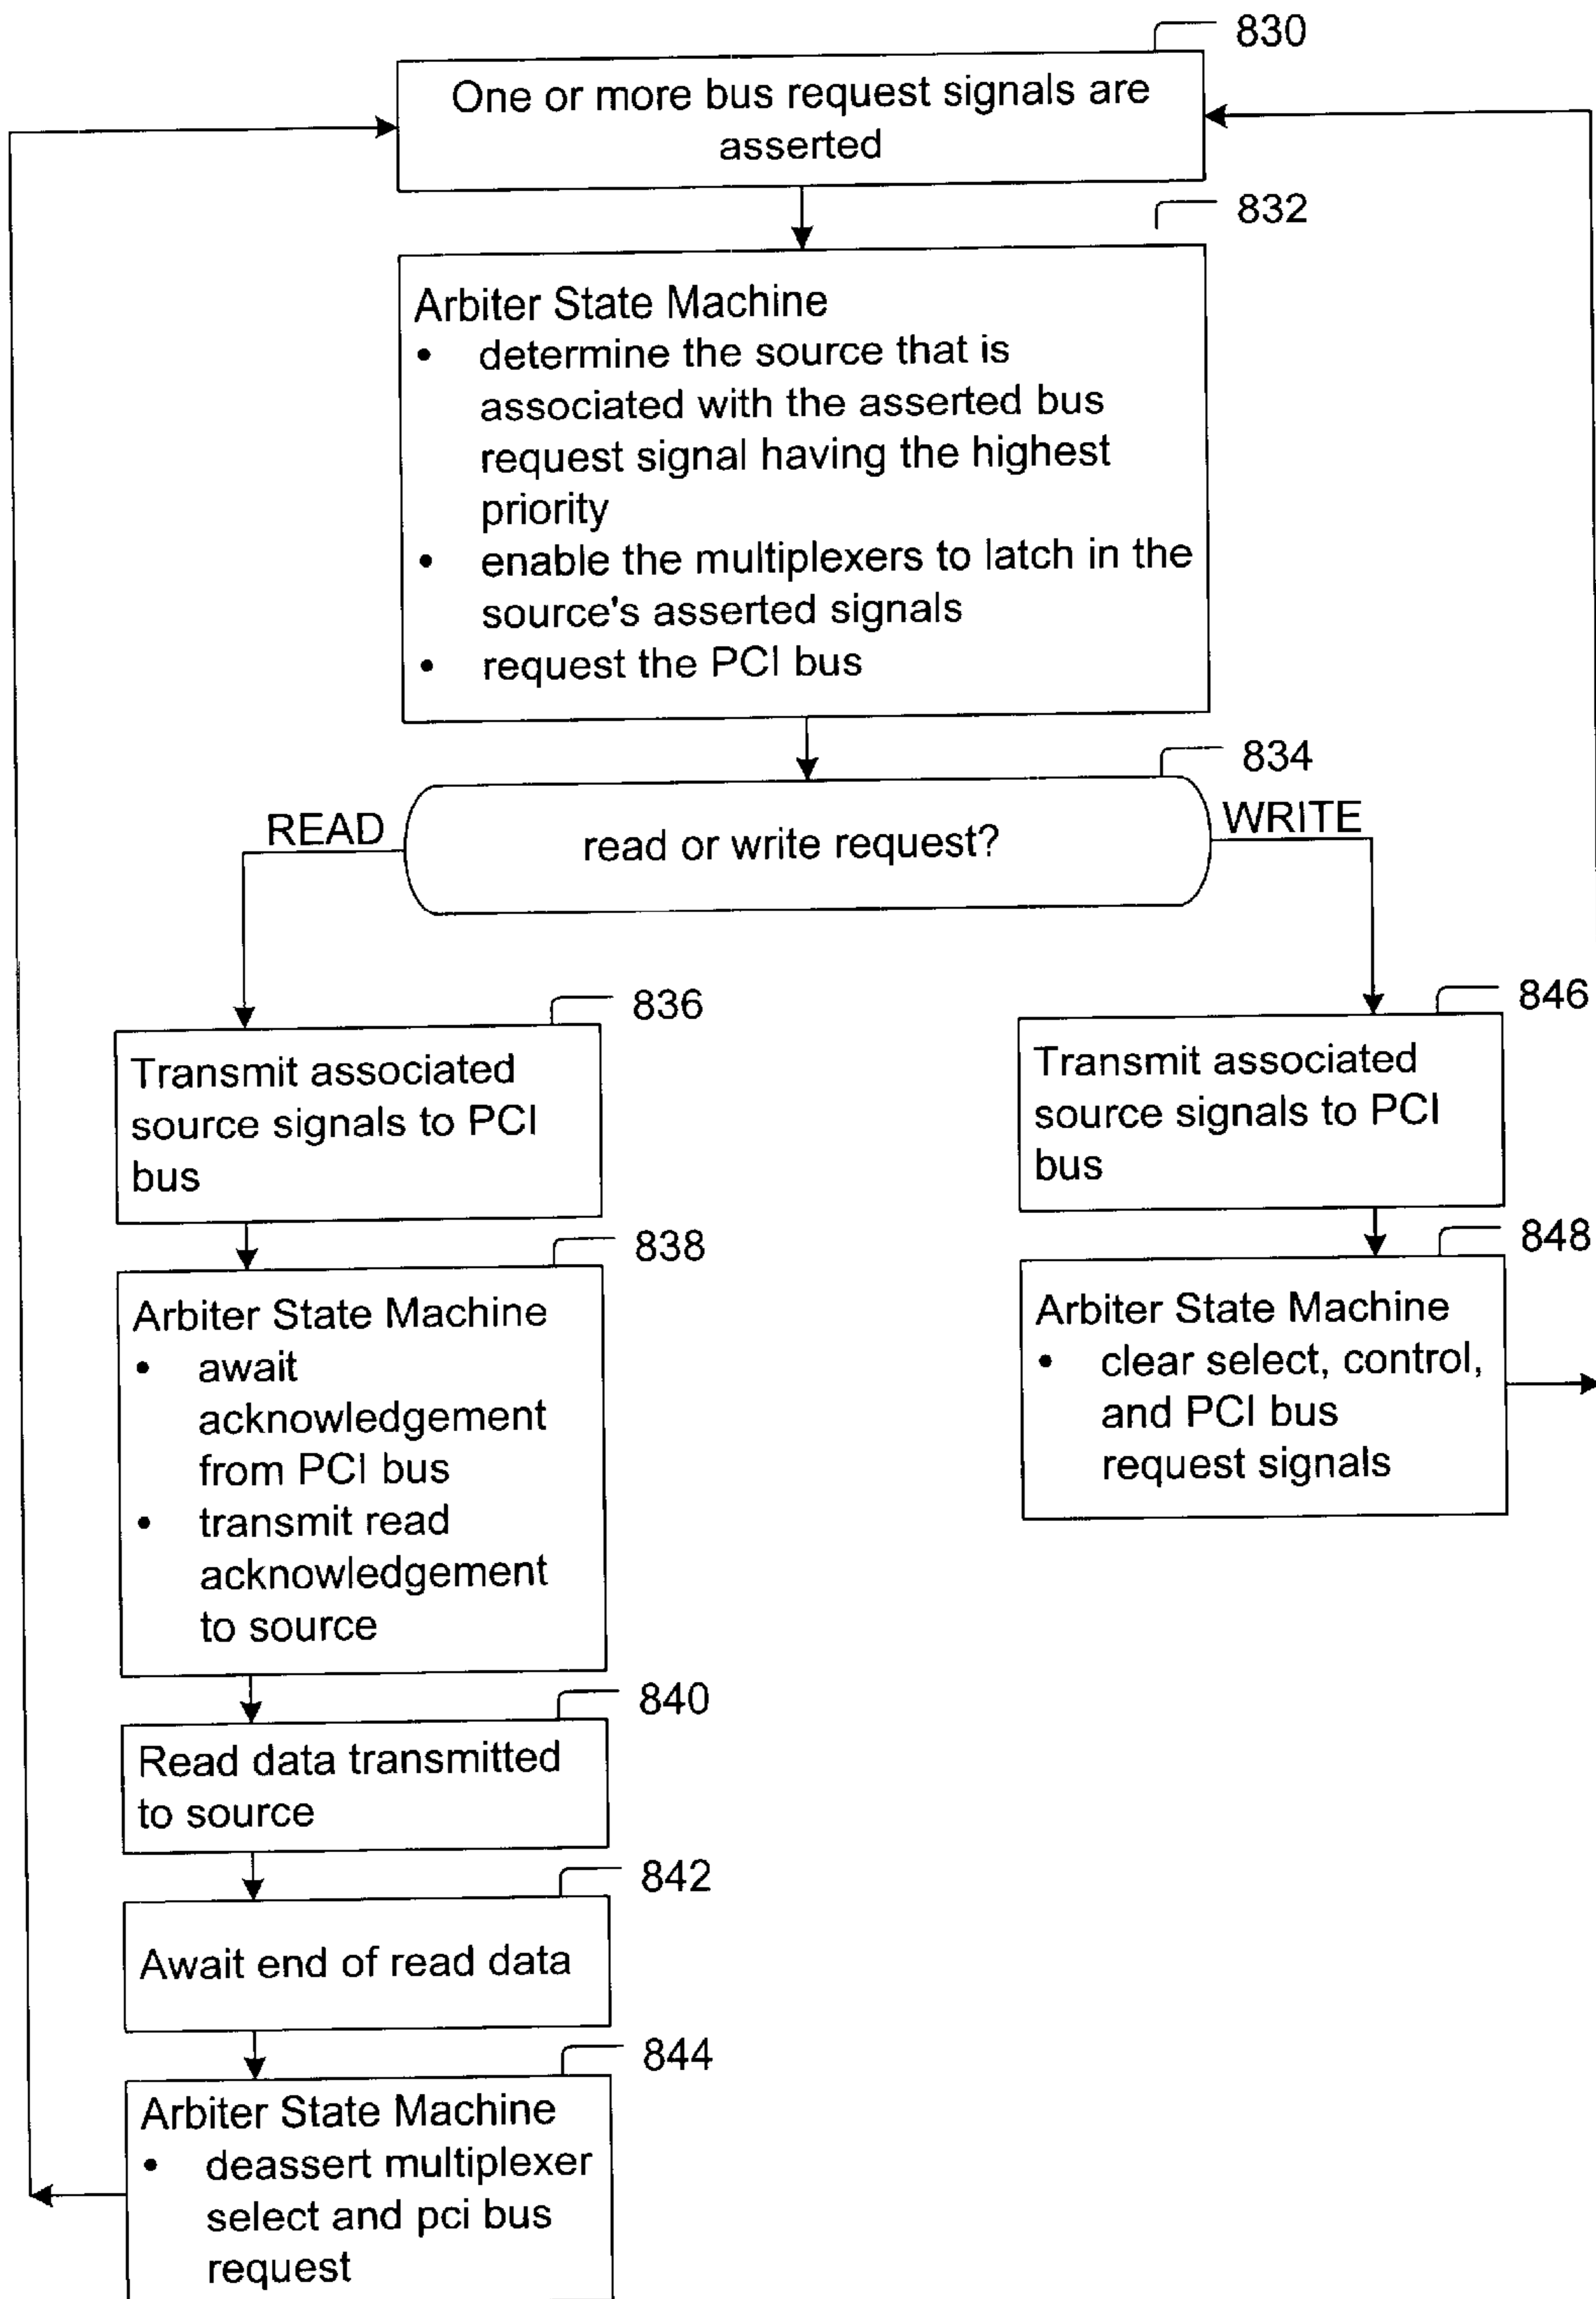 830
One or more bus request signals are
asserted
832
Arbiter State Machine
• determine the source that is
associated with the asserted bus
request signal having the highest
priority
• enable the multiplexers to latch in the
source's asserted signals
• request the PCI bus
834
READ
read or write request?
WRITE
836
Transmit associated
source signals to PCI
bus
838
Arbiter State Machine
• await
acknowledgement
from PCI bus
• transmit read
acknowledgement
to source
840
Read data transmitted
to source
842
Await end of read data
844
Arbiter State Machine
• deassert multiplexer
select and pci bus
request
846
Transmit associated
source signals to PCI
bus
848
Arbiter State Machine
• clear select, control,
and PCI bus
request signals